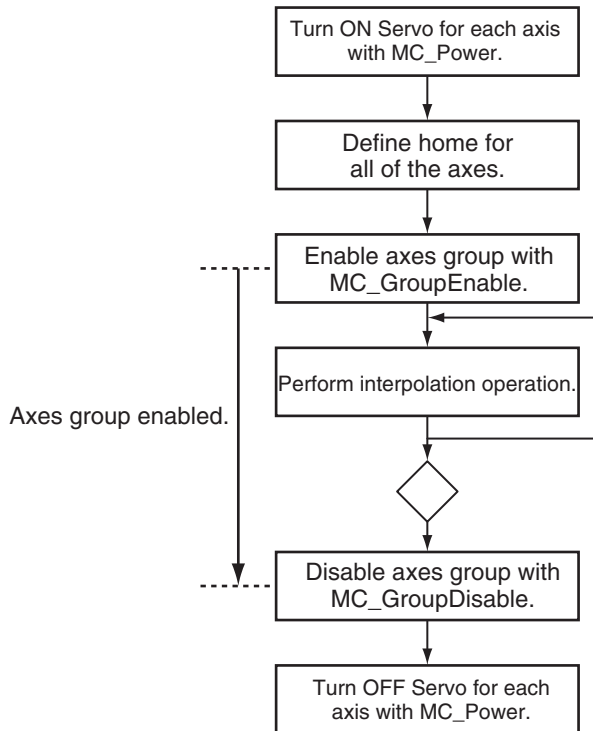 Turn ON Servo for each axis
with MC_Power.
Define home for
all of the axes.
Enable axes group with
MC_GroupEnable.
Perform interpolation operation.
Axes group enabled.
Disable axes group with
MC_GroupDisable.
Turn OFF Servo for each
axis with MC_Power.